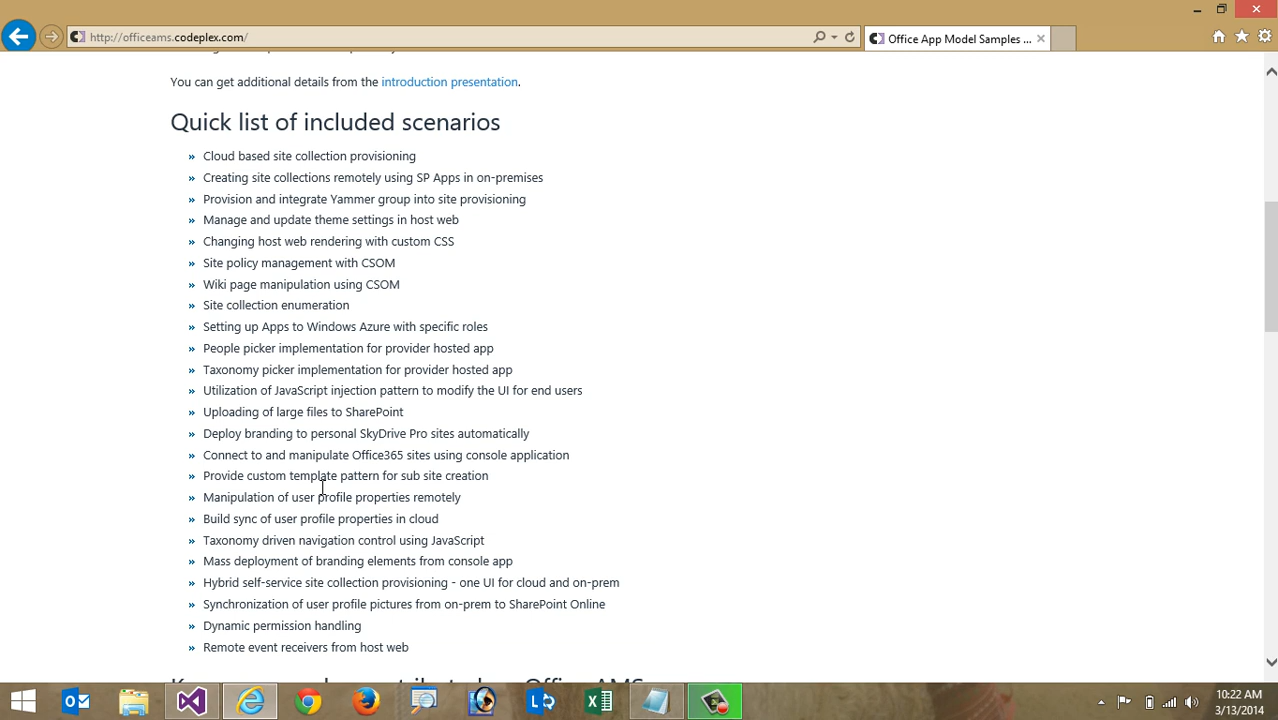 http://officeams.codeplex.com/
Office App Model Samples ...
You can get additional details from the introduction presentation.
Quick list of included scenarios
» Cloud based site collection provisioning
» Creating site collections remotely using SP Apps in on-premises
» Provision and integrate Yammer group into site provisioning
» Manage and update theme settings in host web
» Changing host web rendering with custom CSS
» Site policy management with CSOM
» Wiki page manipulation using CSOM
» Site collection enumeration
» Setting up Apps to Windows Azure with specific roles
» People picker implementation for provider hosted app
» Taxonomy picker implementation for provider hosted app
» Utilization of JavaScript injection pattern to modify the UI for end users
» Uploading of large files to SharePoint
» Deploy branding to personal SkyDrive Pro sites automatically
» Connect to and manipulate Office365 sites using console application
» Provide custom template pattern for sub site creation
» Manipulation of user profile properties remotely
» Build sync of user profile properties in cloud
» Taxonomy driven navigation control using JavaScript
» Mass deployment of branding elements from console app
» Hybrid self-service site collection provisioning - one UI for cloud and on-prem
» Synchronization of user profile pictures from on-prem to SharePoint Online
» Dynamic permission handling
» Remote event receivers from host web
10:22 AM
3/13/2014